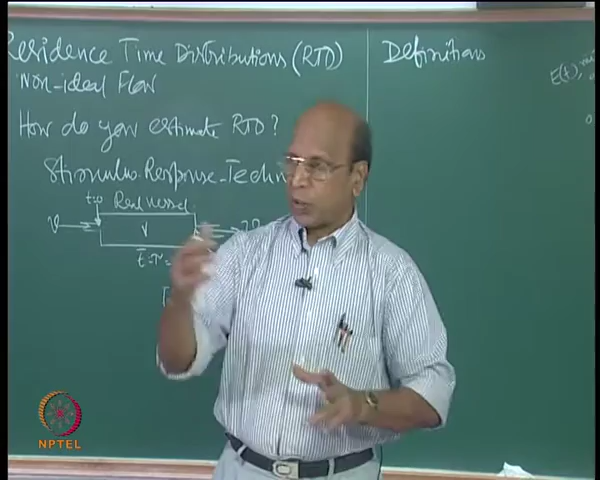 Residence Time Distributions (RTD)
Non-ideal Flow
How do you estimate RTD?
Stimulus-Response-Techni
t=0 Real vessel
v
V
Definitions
E(t),
NPTEL